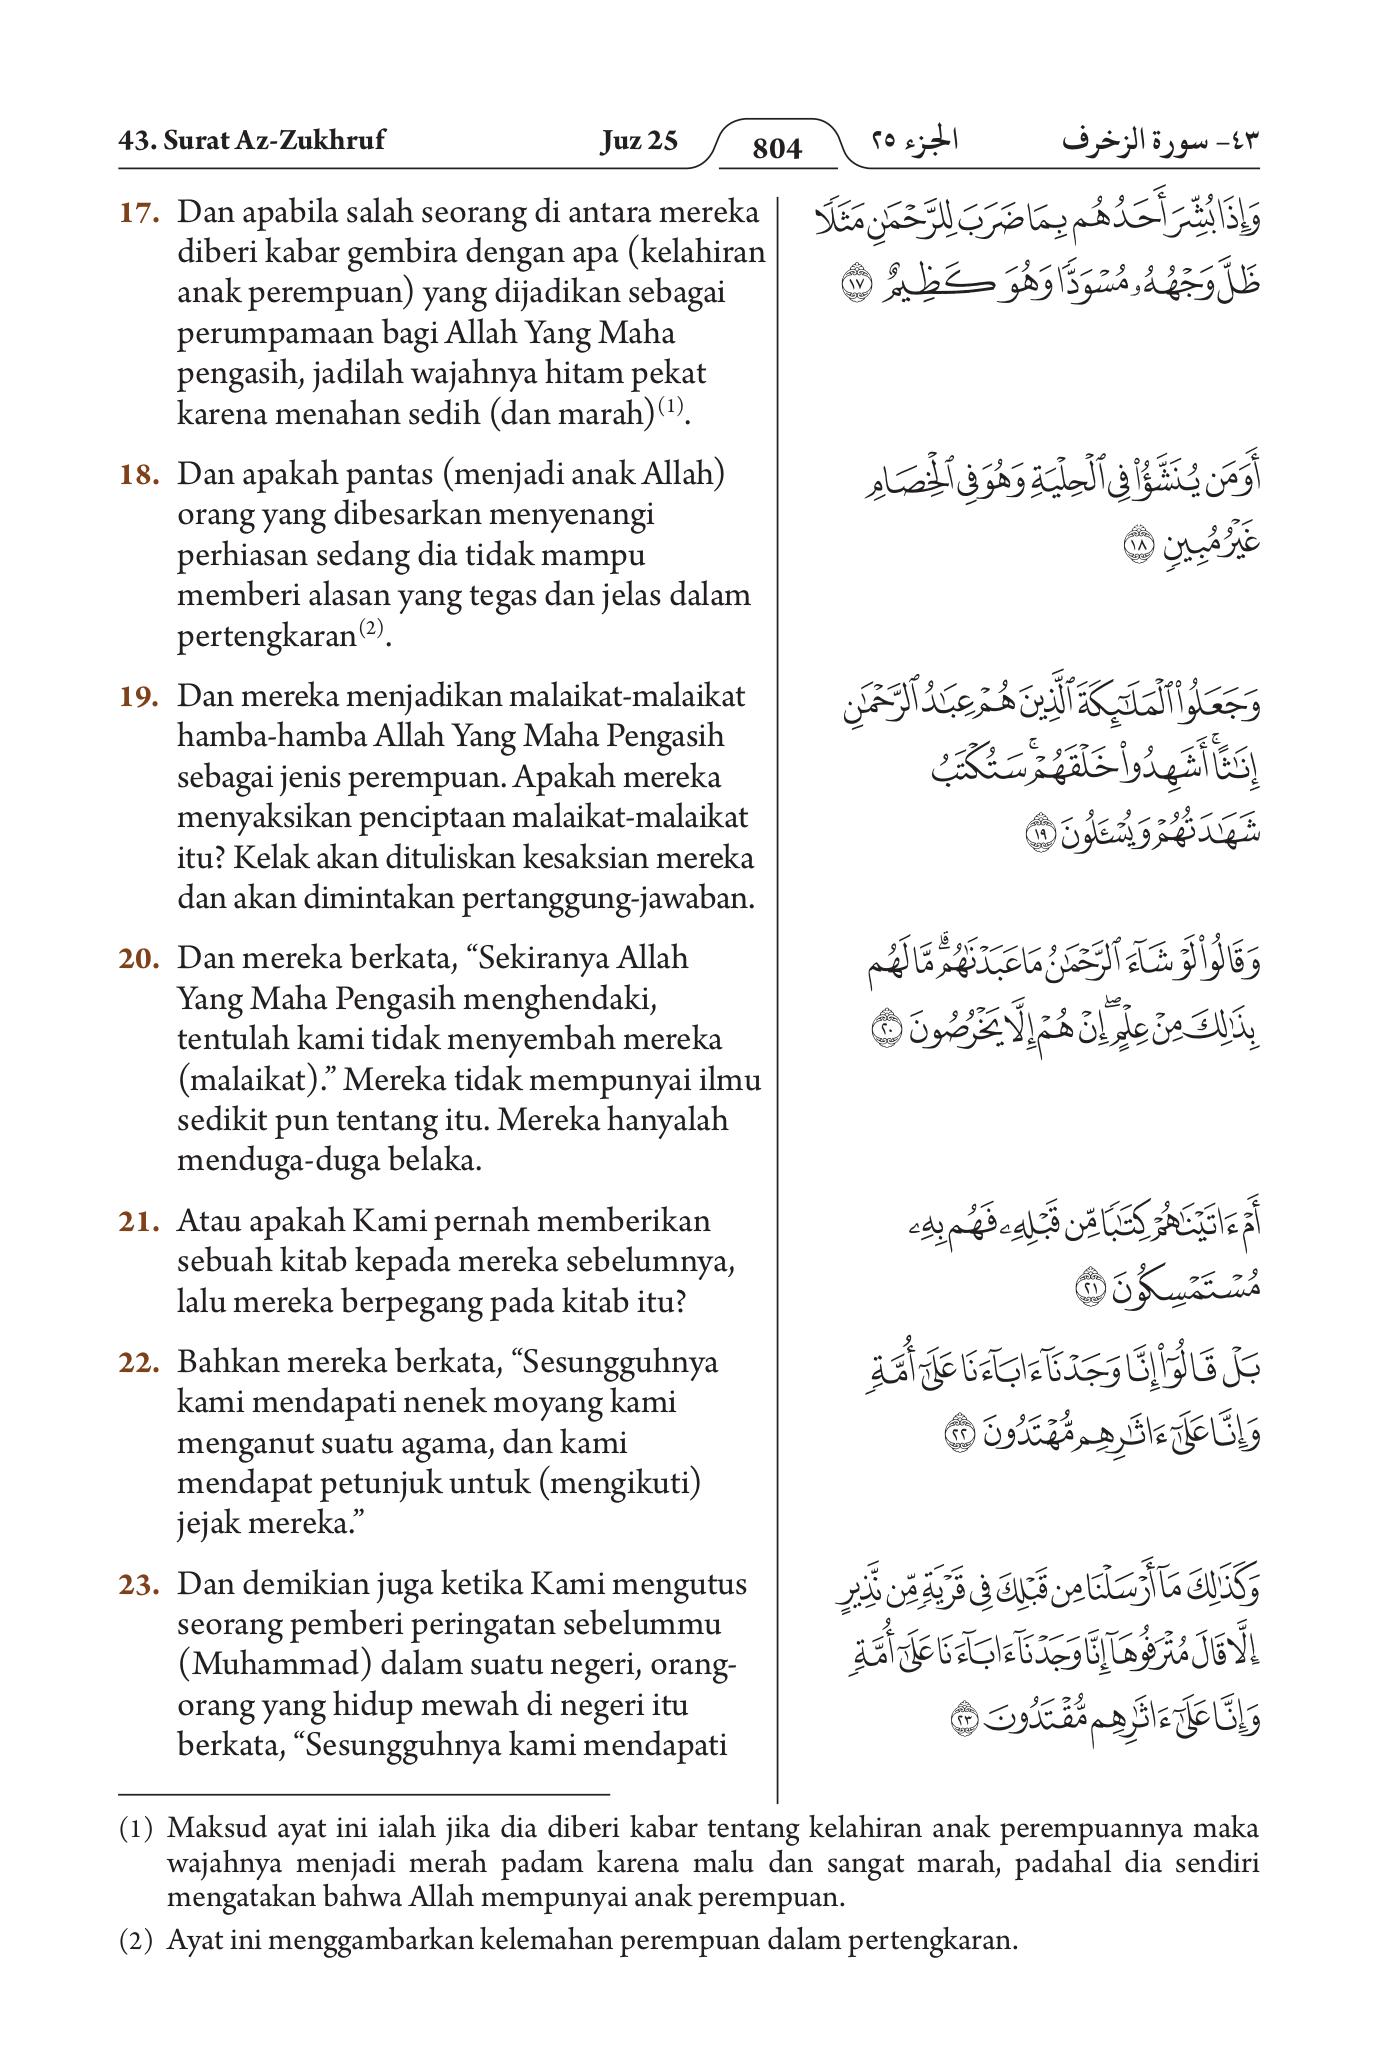 43. Surat Az-Zukhruf Juz 25 804 الجزء ٢٥ ٤٣- سورة الزخرف
17. Dan apabila salah seorang di antara mereka
diberi kabar gembira dengan apa (kelahiran
anak perempuan) yang dijadikan sebagai
perumpamaan bagi Allah Yang Maha
pengasih, jadilah wajahnya hitam pekat
karena menahan sedih (dan marah)(1).
18. Dan apakah pantas (menjadi anak Allah)
orang yang dibesarkan menyenangi
perhiasan sedang dia tidak mampu
memberi alasan yang tegas dan jelas dalam
pertengkaran(2).
19. Dan mereka menjadikan malaikat-malaikat
hamba-hamba Allah Yang Maha Pengasih
sebagai jenis perempuan. Apakah mereka
menyaksikan penciptaan malaikat-malaikat
itu? Kelak akan dituliskan kesaksian mereka
dan akan dimintakan pertanggung-jawaban.
20. Dan mereka berkata, “Sekiranya Allah
Yang Maha Pengasih menghendaki,
tentulah kami tidak menyembah mereka
(malaikat).” Mereka tidak mempunyai ilmu
sedikit pun tentang itu. Mereka hanyalah
menduga-duga belaka.
21. Atau apakah Kami pernah memberikan
sebuah kitab kepada mereka sebelumnya,
lalu mereka berpegang pada kitab itu?
22. Bahkan mereka berkata, “Sesungguhnya
kami mendapati nenek moyang kami
menganut suatu agama, dan kami
mendapat petunjuk untuk (mengikuti)
jejak mereka.”
23. Dan demikian juga ketika Kami mengutus
seorang pemberi peringatan sebelummu
(Muhammad) dalam suatu negeri, orang-
orang yang hidup mewah di negeri itu
berkata, “Sesungguhnya kami mendapati
وَإِذَا بُشِّرَ أَحَدُهُم بِمَا ضَرَبَ لِلرَّحْمَٰنِ مَثَلًا
ظَلَّ وَجْهُهُۥ مُسْوَدًّا وَهُوَ كَظِيمٌ ١٧
أَوَمَن يُنَشَّؤُا۟ فِى ٱلْحِلْيَةِ وَهُوَ فِى ٱلْخِصَامِ
غَيْرُ مُبِينٍ ١٨
وَجَعَلُوا۟ ٱلْمَلَٰٓئِكَةَ ٱلَّذِينَ هُمْ عِبَٰدُ ٱلرَّحْمَٰنِ
إِنَٰثًا ۚ أَشَهِدُوا۟ خَلْقَهُمْ ۚ سَتُكْتَبُ
شَهَٰدَتُهُمْ وَيُسْـَٔلُونَ ١٩
وَقَالُوا۟ لَوْ شَآءَ ٱلرَّحْمَٰنُ مَا عَبَدْنَٰهُم ۗ مَّا لَهُم
بِذَٰلِكَ مِنْ عِلْمٍ ۖ إِنْ هُمْ إِلَّا يَخْرُصُونَ ٢٠
أَمْ ءَاتَيْنَٰهُمْ كِتَٰبًا مِّن قَبْلِهِۦ فَهُم بِهِۦ
مُسْتَمْسِكُونَ ٢١
بَلْ قَالُوٓا۟ إِنَّا وَجَدْنَآ ءَابَآءَنَا عَلَىٰٓ أُمَّةٍ
وَإِنَّا عَلَىٰٓ ءَاثَٰرِهِم مُّهْتَدُونَ ٢٢
وَكَذَٰلِكَ مَآ أَرْسَلْنَا مِن قَبْلِكَ فِى قَرْيَةٍ مِّن نَّذِيرٍ
إِلَّا قَالَ مُتْرَفُوهَآ إِنَّا وَجَدْنَآ ءَابَآءَنَا عَلَىٰٓ أُمَّةٍ
وَإِنَّا عَلَىٰٓ ءَاثَٰرِهِم مُّقْتَدُونَ ٢٣
(1) Maksud ayat ini ialah jika dia diberi kabar tentang kelahiran anak perempuannya maka
wajahnya menjadi merah padam karena malu dan sangat marah, padahal dia sendiri
mengatakan bahwa Allah mempunyai anak perempuan.
(2) Ayat ini menggambarkan kelemahan perempuan dalam pertengkaran.